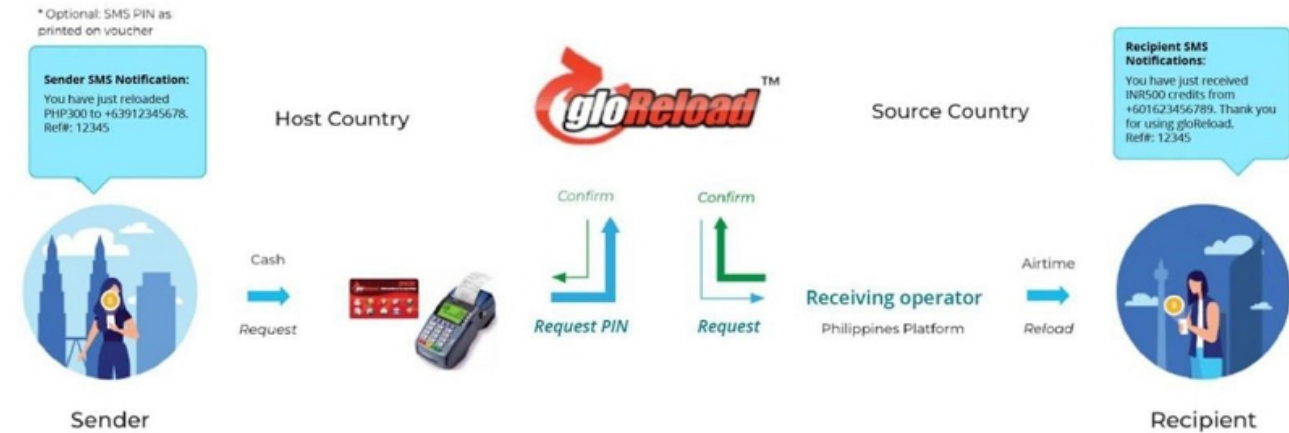 * Optional: SMS PIN as
printed on voucher
Sender SMS Notification:
You have just reloaded
PHP300 to +63912345678.
Ref#: 12345
Host Country
gloReload™
Source Country
Recipient SMS
Notifications:
You have just received
INR500 credits from
+601623456789. Thank you
for using gloReload.
Ref#: 12345
Confirm
Confirm
Cash
Request
Request PIN
Request
Receiving operator
Philippines Platform
Airtime
Reload
Sender
Recipient